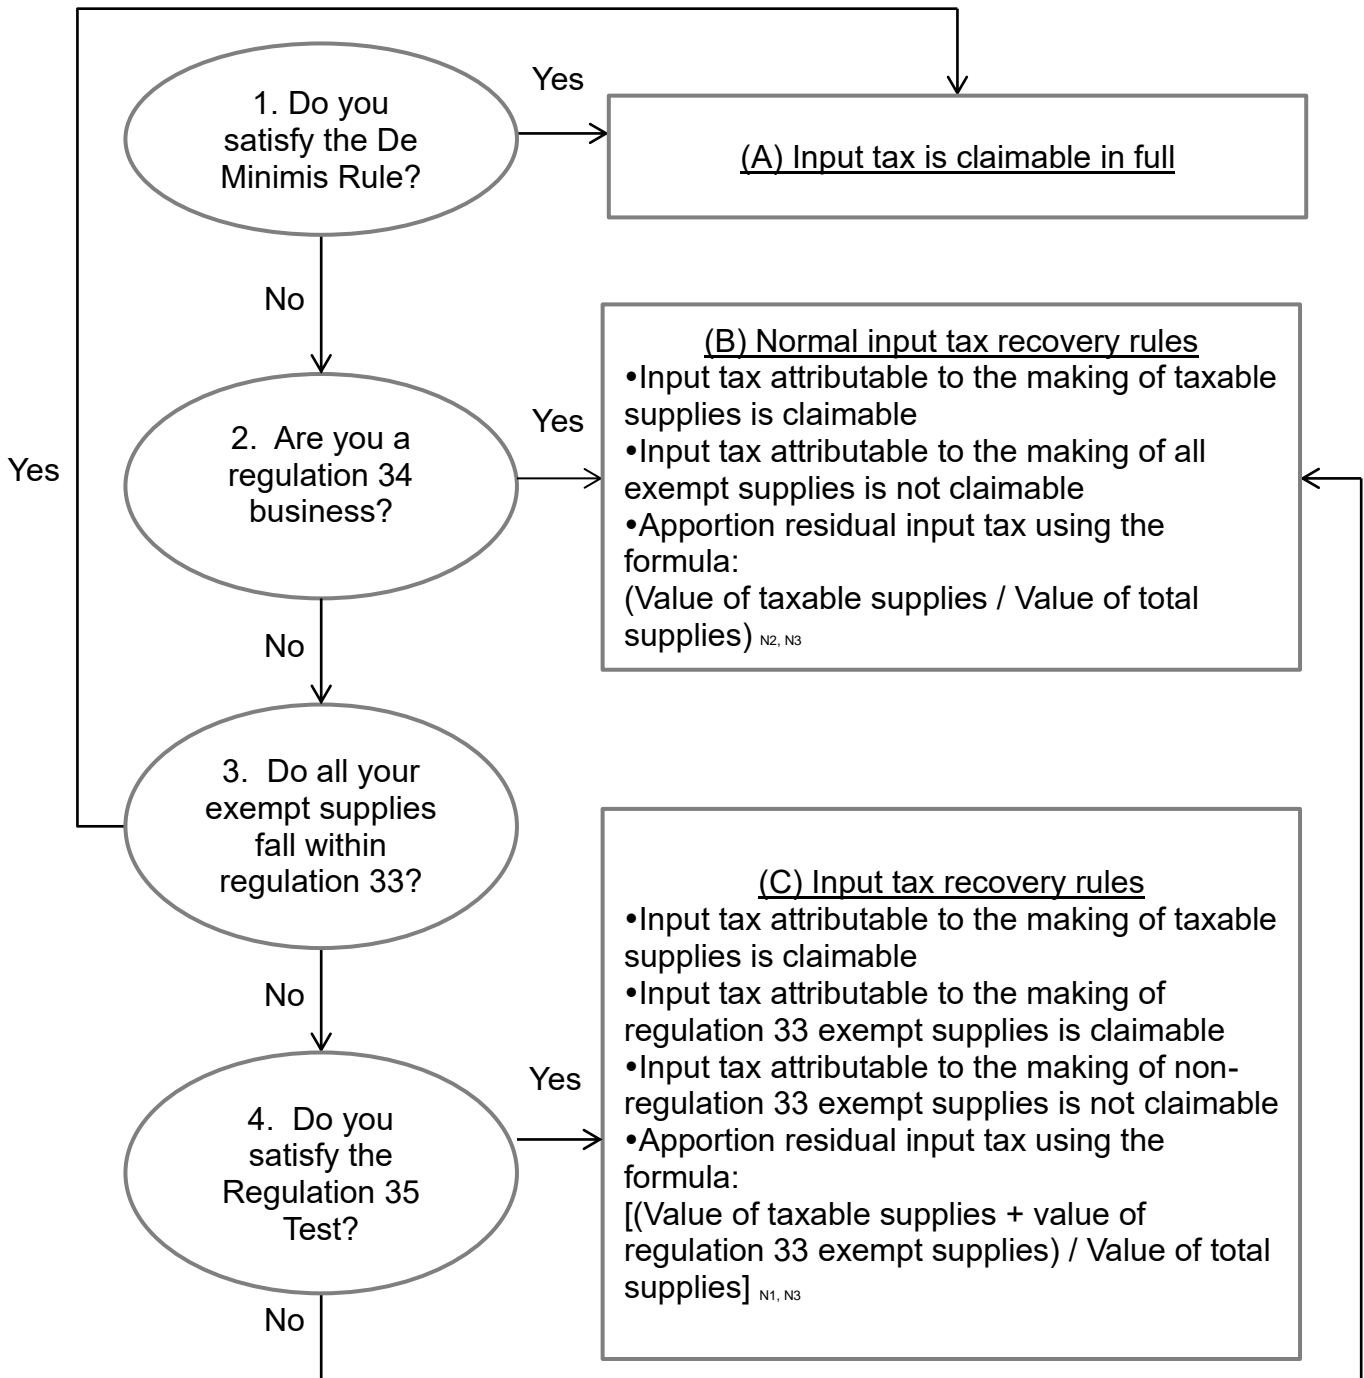 Yes
1. Do you
satisfy the De
Minimis Rule?
(A) Input tax is claimable in full
No
(B) Normal input tax recovery rules
•Input tax attributable to the making of taxable
supplies is claimable
•Input tax attributable to the making of all
exempt supplies is not claimable
•Apportion residual input tax using the
formula:
(Value of taxable supplies / Value of total
supplies) N2, N3
Yes
2. Are you a
regulation 34
business?
Yes
No
3. Do all your
exempt supplies
fall within
regulation 33?
(C) Input tax recovery rules
•Input tax attributable to the making of taxable
supplies is claimable
•Input tax attributable to the making of
regulation 33 exempt supplies is claimable
•Input tax attributable to the making of non-
regulation 33 exempt supplies is not claimable
•Apportion residual input tax using the
formula:
[(Value of taxable supplies + value of
regulation 33 exempt supplies) / Value of total
supplies] N1, N3
No
Yes
4. Do you
satisfy the
Regulation 35
Test?
No